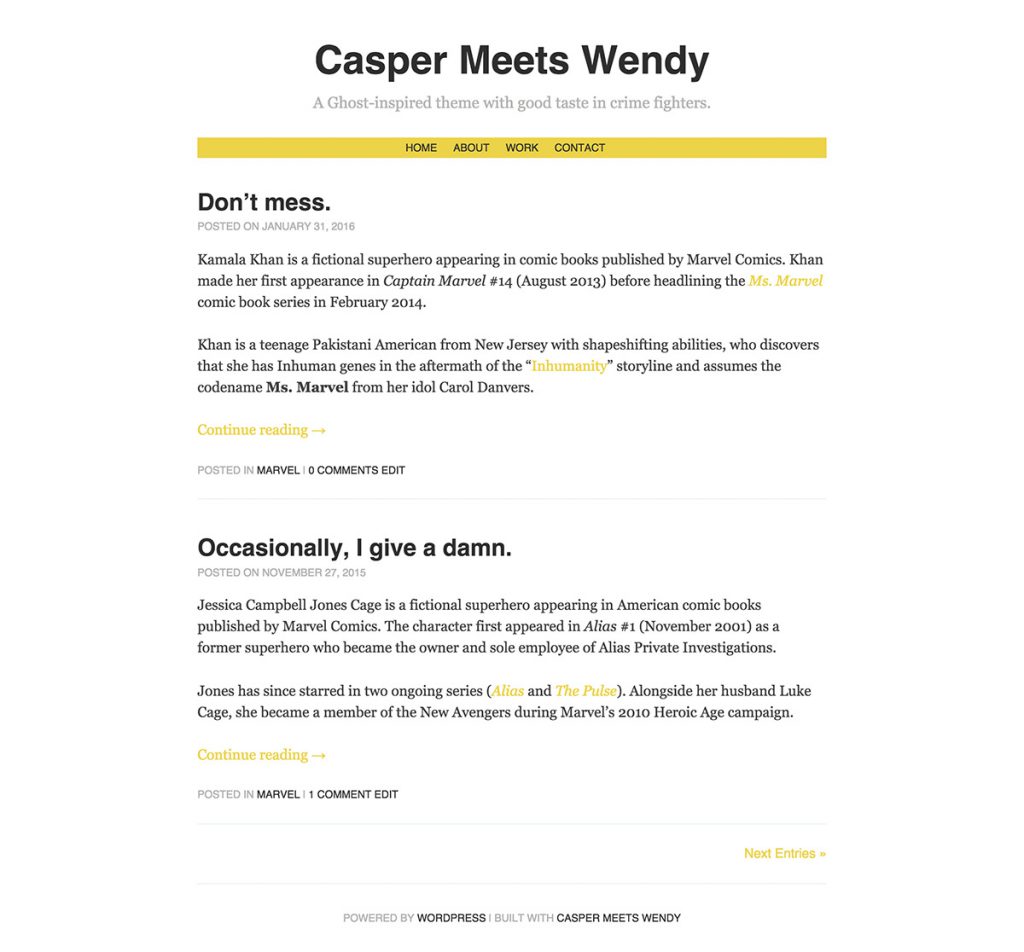 Casper Meets Wendy
A Ghost-inspired theme with good taste in crime fighters.
HOME ABOUT WORK CONTACT
Don’t mess.
POSTED ON JANUARY 31, 2016
Kamala Khan is a fictional superhero appearing in comic books published by Marvel Comics. Khan
made her first appearance in Captain Marvel #14 (August 2013) before headlining the Ms. Marvel
comic book series in February 2014.
Khan is a teenage Pakistani American from New Jersey with shapeshifting abilities, who discovers
that she has Inhuman genes in the aftermath of the “Inhumanity” storyline and assumes the
codename Ms. Marvel from her idol Carol Danvers.
Continue reading →
POSTED IN MARVEL | 0 COMMENTS EDIT
Occasionally, I give a damn.
POSTED ON NOVEMBER 27, 2015
Jessica Campbell Jones Cage is a fictional superhero appearing in American comic books
published by Marvel Comics. The character first appeared in Alias #1 (November 2001) as a
former superhero who became the owner and sole employee of Alias Private Investigations.
Jones has since starred in two ongoing series (Alias and The Pulse). Alongside her husband Luke
Cage, she became a member of the New Avengers during Marvel’s 2010 Heroic Age campaign.
Continue reading →
POSTED IN MARVEL | 1 COMMENT EDIT
Next Entries »
POWERED BY WORDPRESS | BUILT WITH CASPER MEETS WENDY